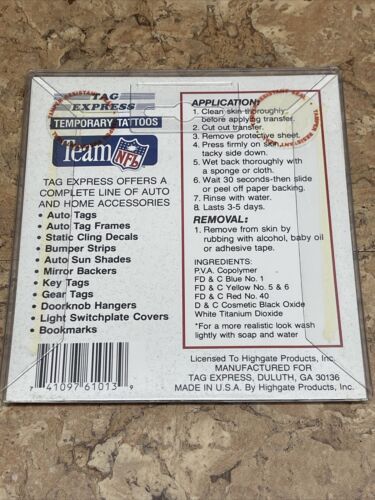 TAG
EXPRESS
TEMPORARY TATTOOS
Team NFL
TAG EXPRESS OFFERS A
COMPLETE LINE OF AUTO
AND HOME ACCESSORIES
• Auto Tags
• Auto Tag Frames
• Static Cling Decals
• Bumper Strips
• Auto Sun Shades
• Mirror Backers
• Key Tags
• Gear Tags
• Doorknob Hangers
• Light Switchplate Covers
• Bookmarks
7 41097 61013 9
APPLICATION:
1. Clean skin thoroughly
before applying transfer.
2. Cut out transfer.
3. Remove protective sheet.
4. Press firmly on skin,
tacky side down.
5. Wet back thoroughly with
a sponge or cloth.
6. Wait 30 seconds-then slide
or peel off paper backing.
7. Rinse with water.
8. Lasts 3-5 days.
REMOVAL:
1. Remove from skin by
rubbing with alcohol, baby oil
or adhesive tape.
INGREDIENTS:
P.V.A. Copolymer
FD & C Blue No. 1
FD & C Yellow No. 5 & 6
FD & C Red No. 40
D & C Cosmetic Black Oxide
White Titanium Dioxide
*For a more realistic look wash
lightly with soap and water
Licensed To Highgate Products, Inc.
MANUFACTURED FOR
TAG EXPRESS, DULUTH, GA 30136
MADE IN U.S.A. By Highgate Products, Inc.